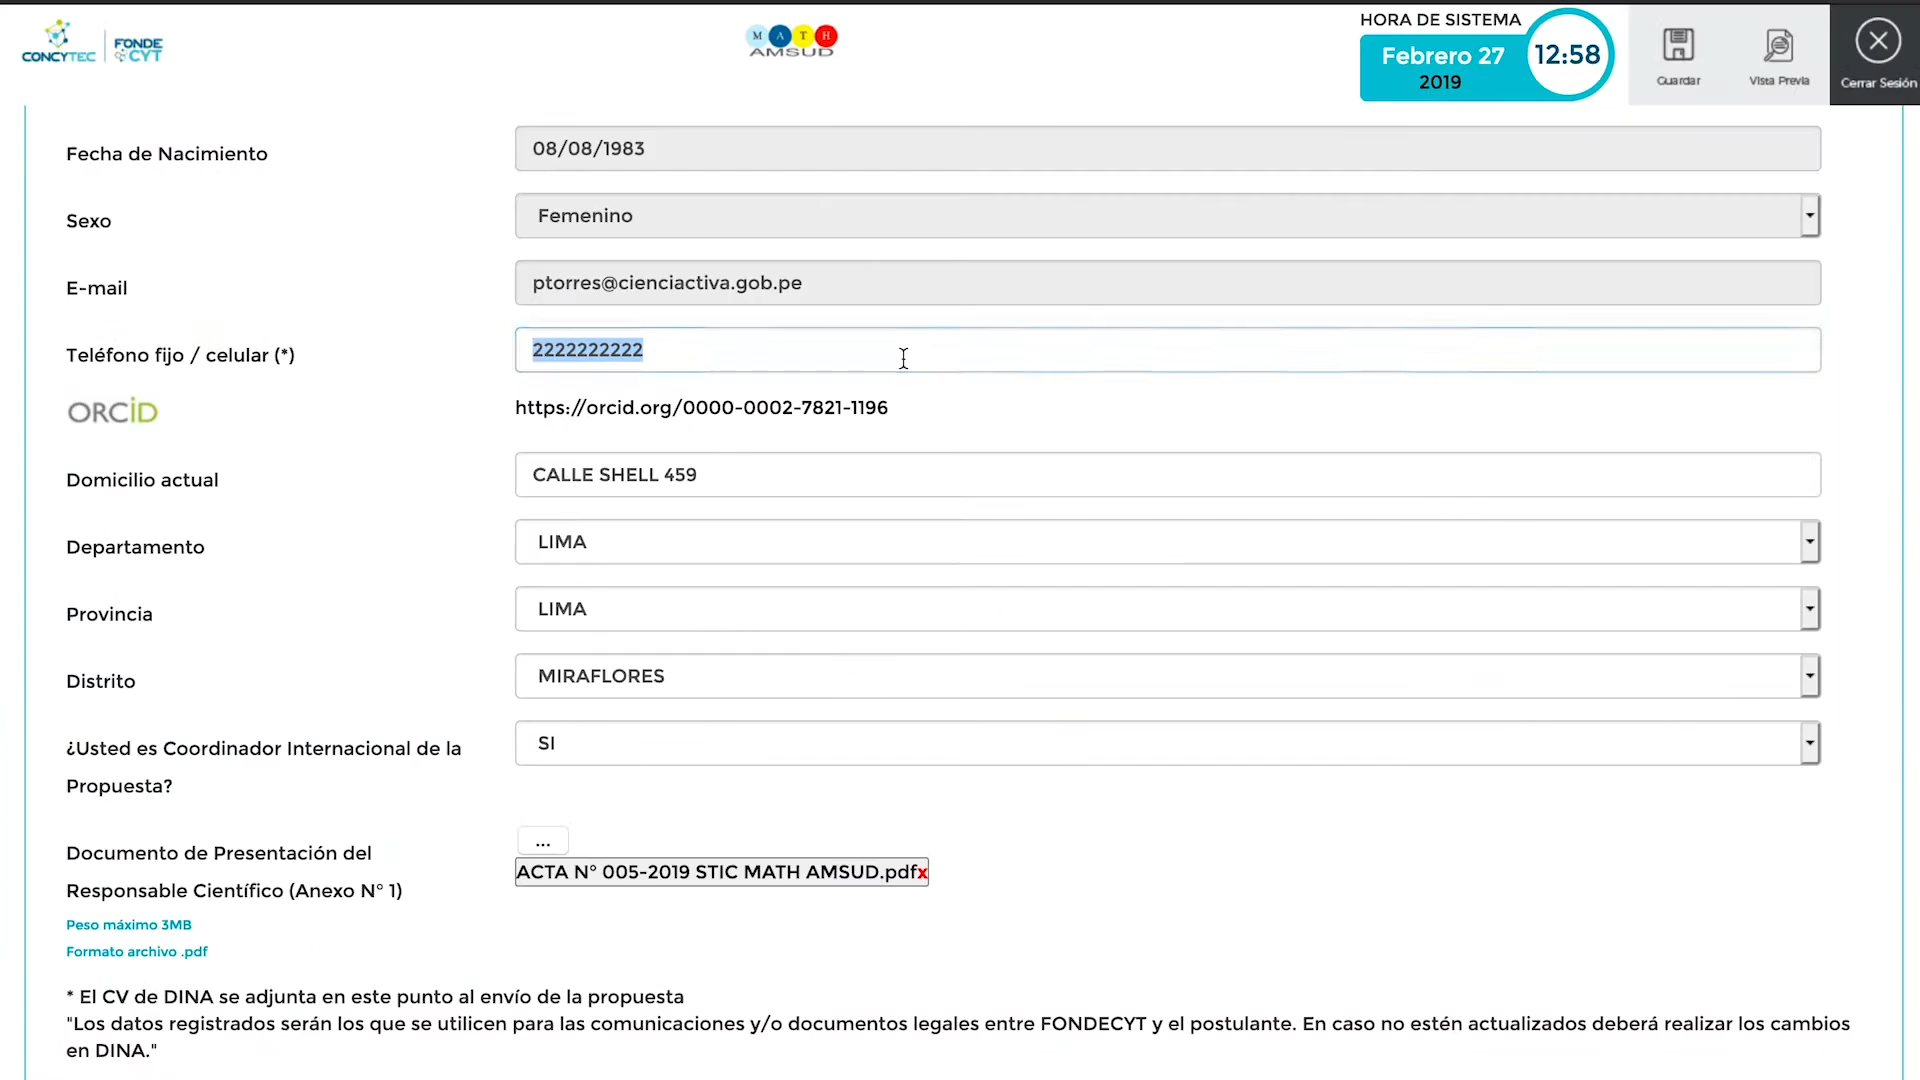 CONCYTEC FONDECYT
MATH
AMSUD
HORA DE SISTEMA
Febrero 27
2019
12:58
Guardar
Vista Previa
Cerrar Sesión
Fecha de Nacimiento 08/08/1983
Sexo Femenino
E-mail ptorres@cienciactiva.gob.pe
Teléfono fijo / celular (*) 2222222222
ORCID https://orcid.org/0000-0002-7821-1196
Domicilio actual CALLE SHELL 459
Departamento LIMA
Provincia LIMA
Distrito MIRAFLORES
¿Usted es Coordinador Internacional de la SI
Propuesta?
...
Documento de Presentación del ACTA N° 005-2019 STIC MATH AMSUD.pdfx
Responsable Científico (Anexo N° 1)
Peso máximo 3MB
Formato archivo .pdf
* El CV de DINA se adjunta en este punto al envío de la propuesta
"Los datos registrados serán los que se utilicen para las comunicaciones y/o documentos legales entre FONDECYT y el postulante. En caso no estén actualizados deberá realizar los cambios
en DINA."